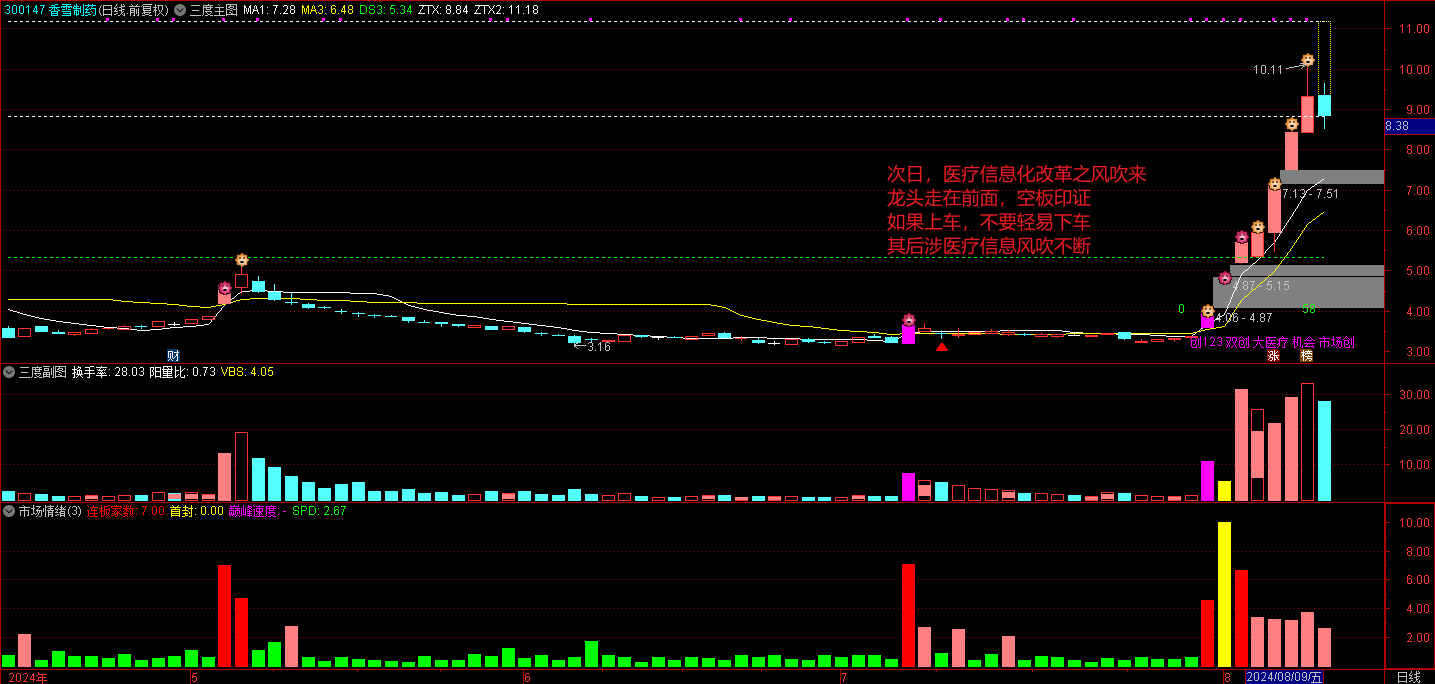 300147 香雪制药(日线.前复权) 三度主图 MA1: 7.28 MA3: 6.48 DS3: 5.34 ZTX: 8.84 ZTX2: 11.18
11.00
10.11
10.00
9.00
8.38
8.00
次日，医疗信息化改革之风吹来
龙头走在前面，空板印证
如果上车，不要轻易下车
其后涉医疗信息风吹不断
7.13 - 7.51
7.00
6.00
5.00
4.87 - 5.15
0
58
4.06 - 4.87
4.00
3.16
创123 双创 大医疗 机会 市场创
3.00
财
涨
榜
三度副图 换手率: 28.03 阳量比: 0.73 VBS: 4.05
30.00
20.00
10.00
市场情绪(3) 连板家数: 7.00 首封: 0.00 巅峰速度: - SPD: 2.67
10.00
8.00
6.00
4.00
2.00
2024年
5
6
7
8
2024/08/09/五
日线